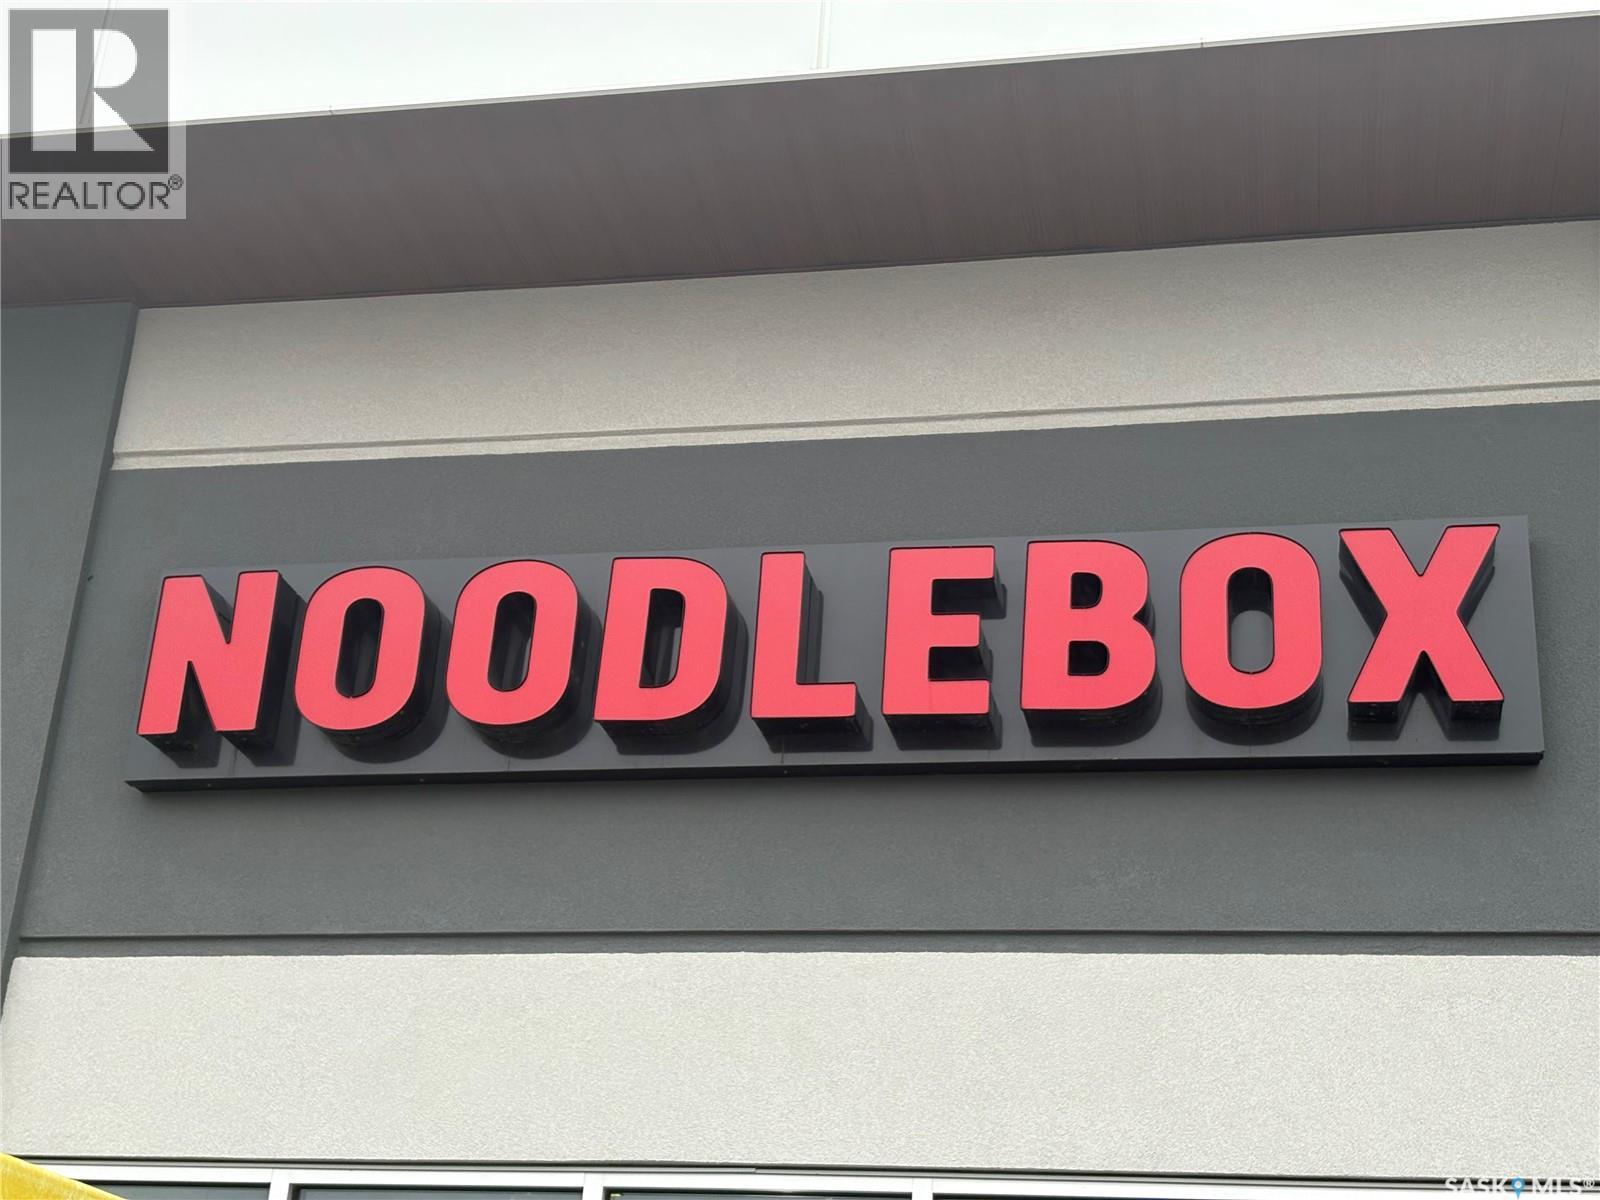 R
REALTOR®
NOODLEBOX
SASK MLS®